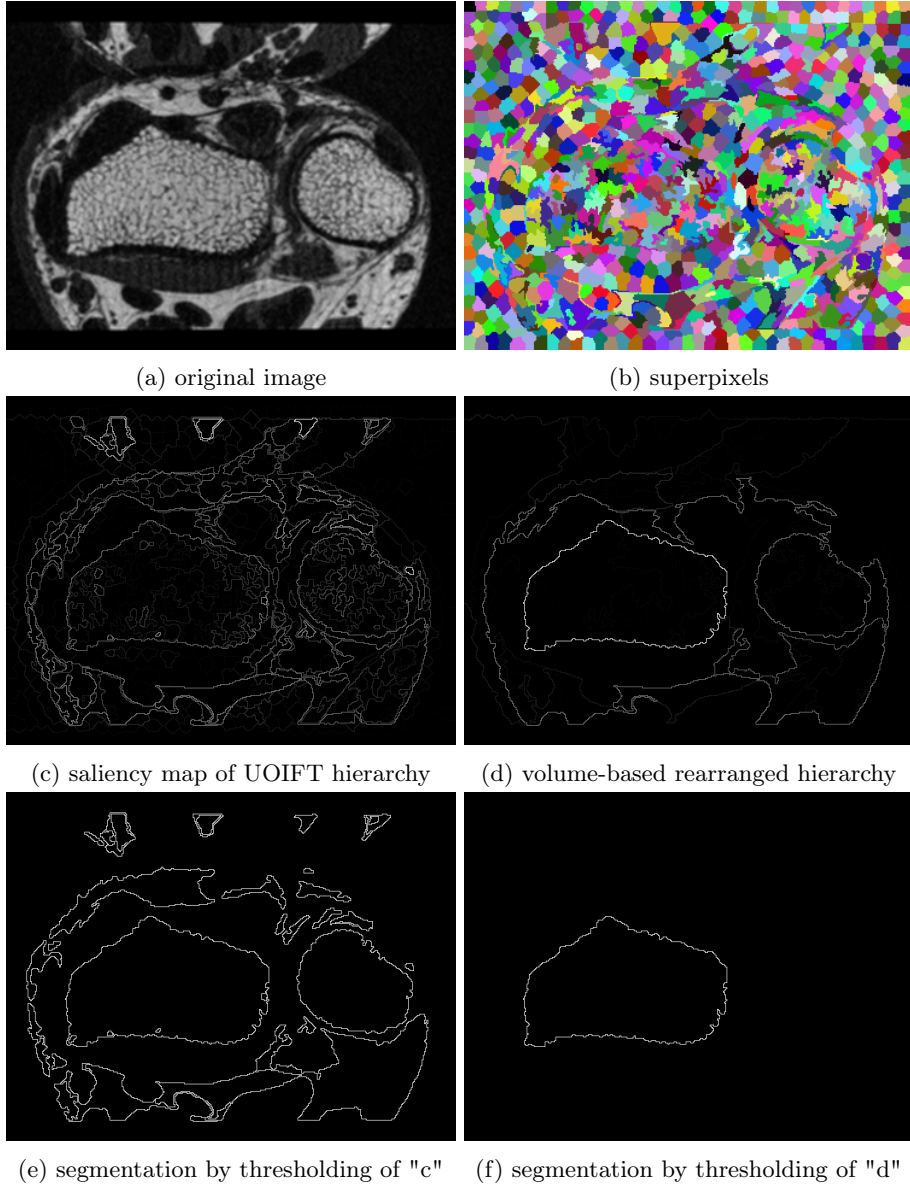 (a) original image
(b) superpixels
(c) saliency map of UOIFT hierarchy
(d) volume-based rearranged hierarchy
(e) segmentation by thresholding of "c"
(f) segmentation by thresholding of "d"